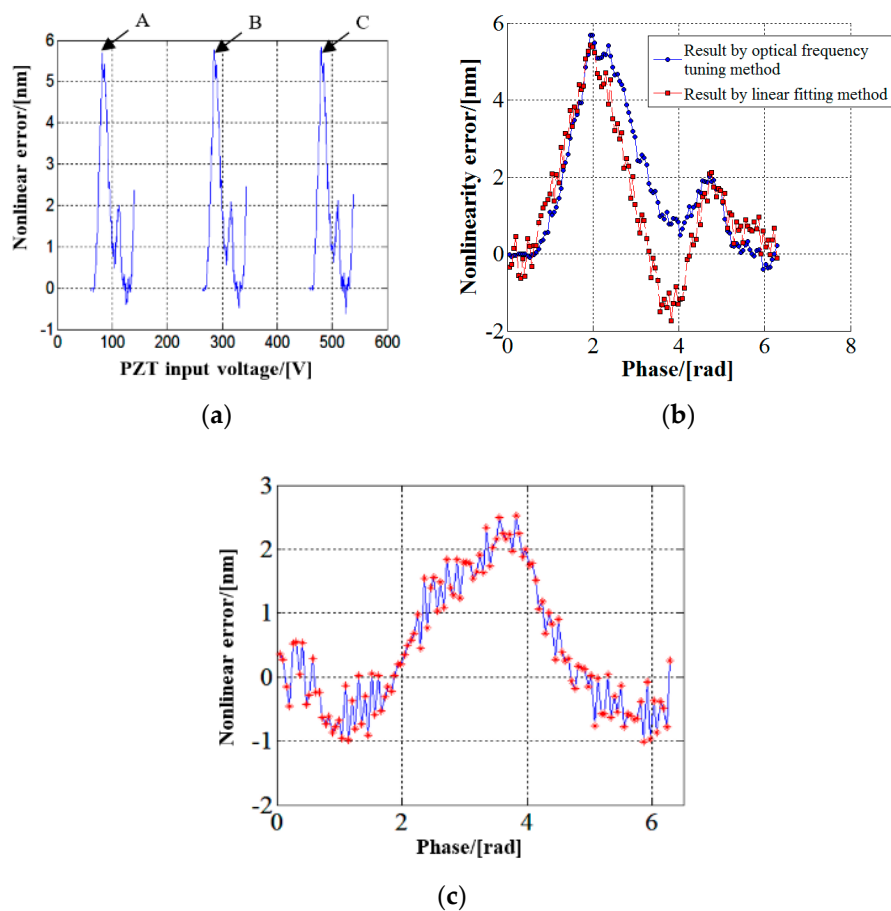 A
B
C
6
5
4
3
2
1
0
-1
0
100
200
300
400
500
600
Nonlinear error/[nm]
PZT input voltage/[V]
(a)
6
4
2
0
-2
0
2
4
6
8
Nonlinearity error/[nm]
Phase/[rad]
Result by optical frequency
tuning method
Result by linear fitting method
(b)
3
2
1
0
-1
-2
0
2
4
6
Nonlinear error/[nm]
Phase/[rad]
(c)